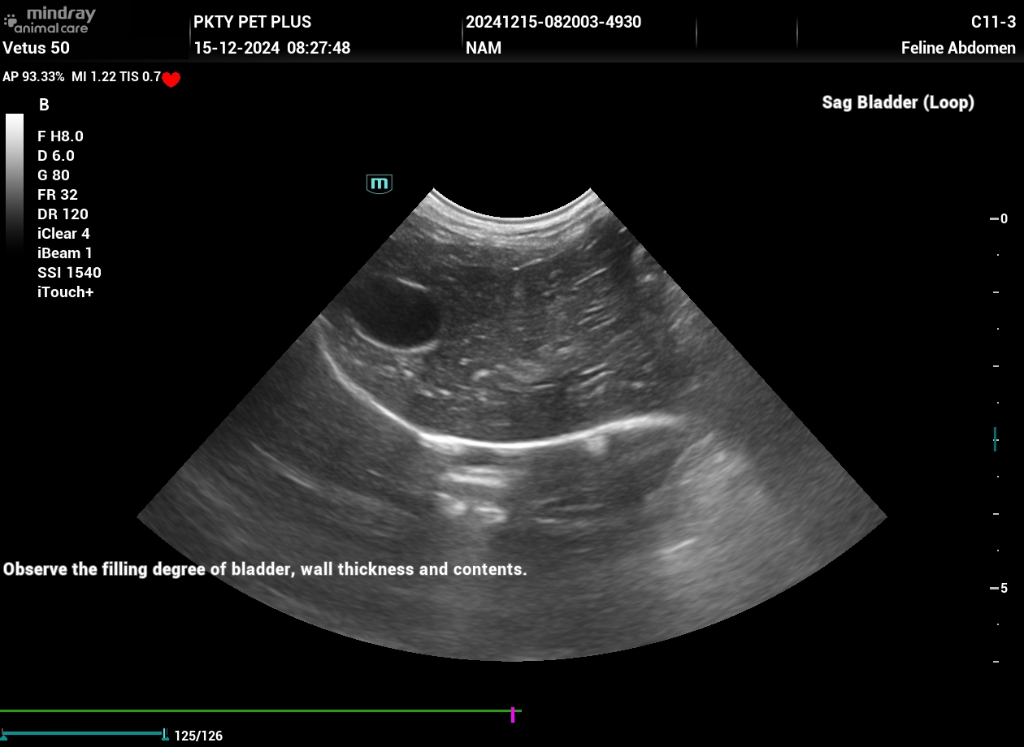 mindray
animalcare
PKTY PET PLUS
20241215-082003-4930
C11-3
Vetus 50
15-12-2024 08:27:48
NAM
Feline Abdomen
AP 93.33% MI 1.22 TIS 0.7
B
Sag Bladder (Loop)
F H8.0
D 6.0
G 80
FR 32
DR 120
iClear 4
iBeam 1
SSI 1540
iTouch+
m
0
5
Observe the filling degree of bladder, wall thickness and contents.
125/126